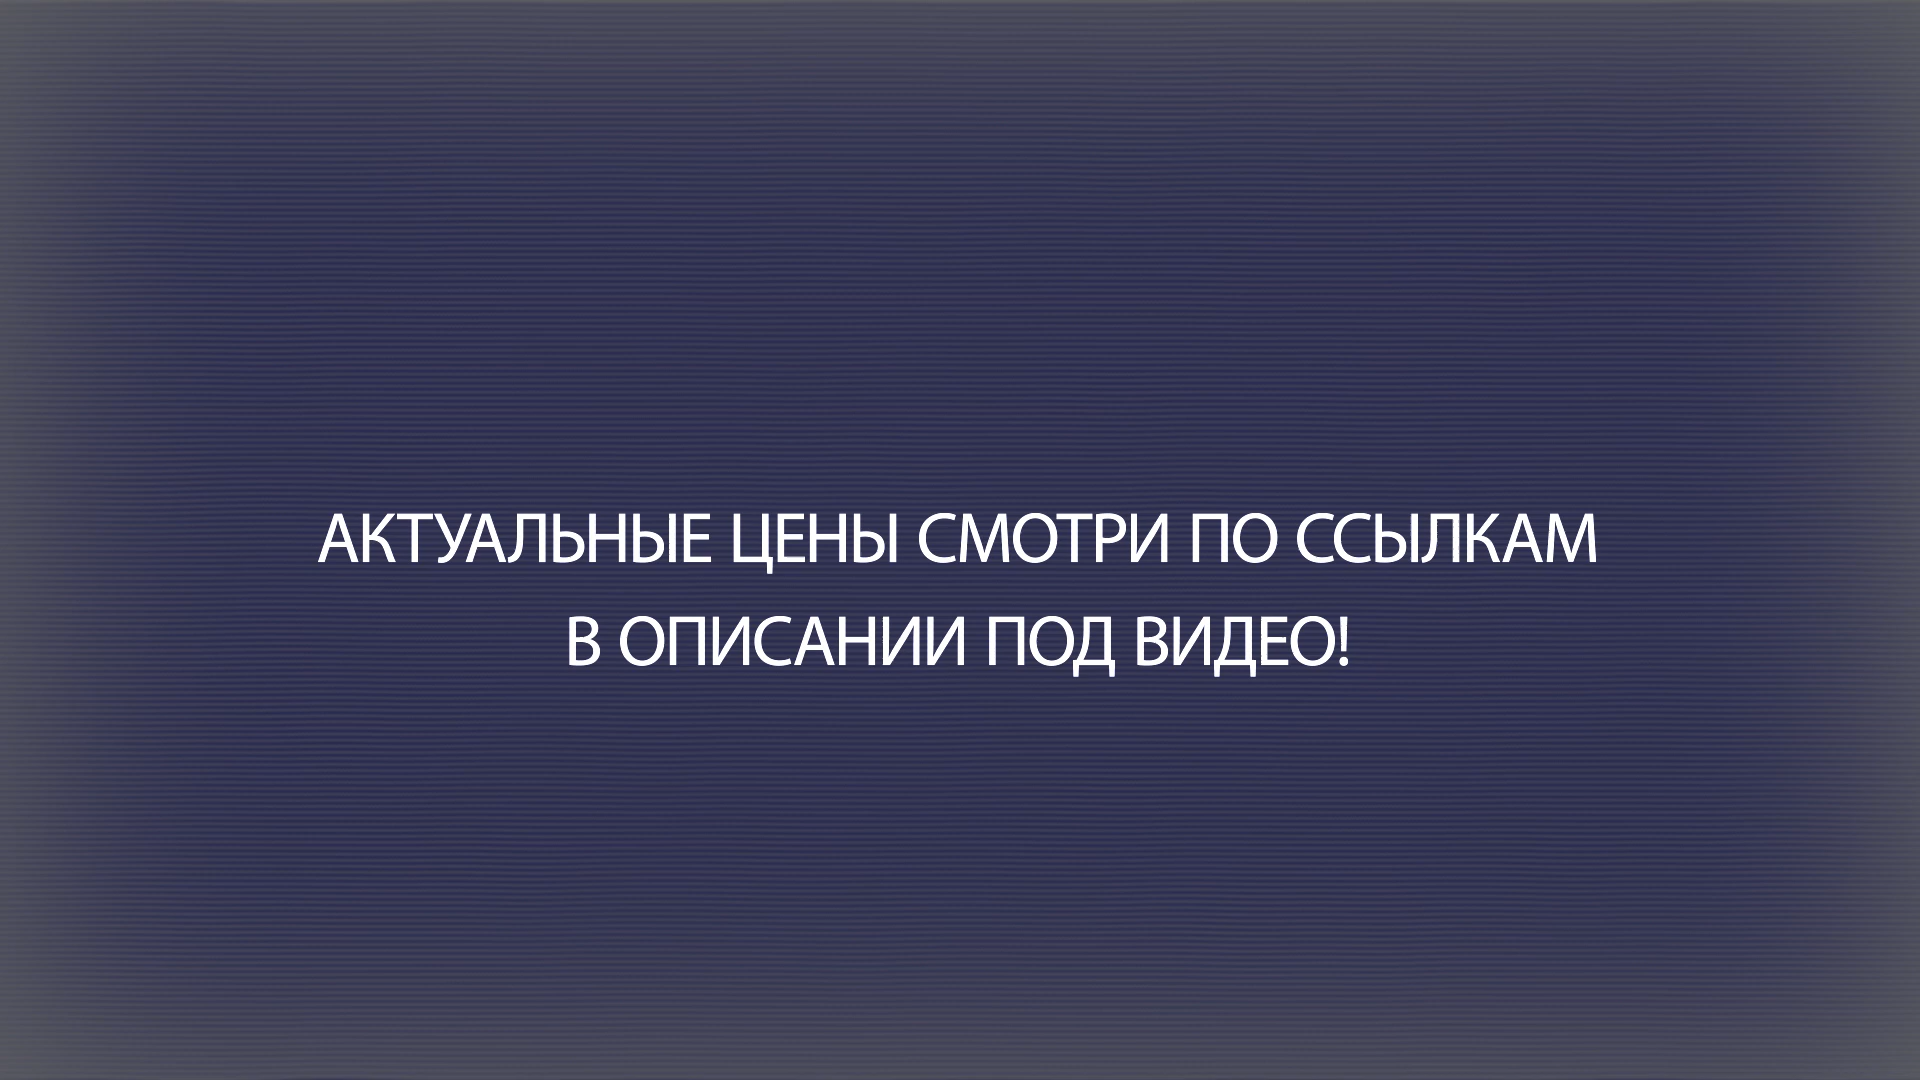 АКТУАЛЬНЫЕ ЦЕНЫ СМОТРИ ПО ССЫЛКАМ
В ОПИСАНИИ ПОД ВИДЕО!